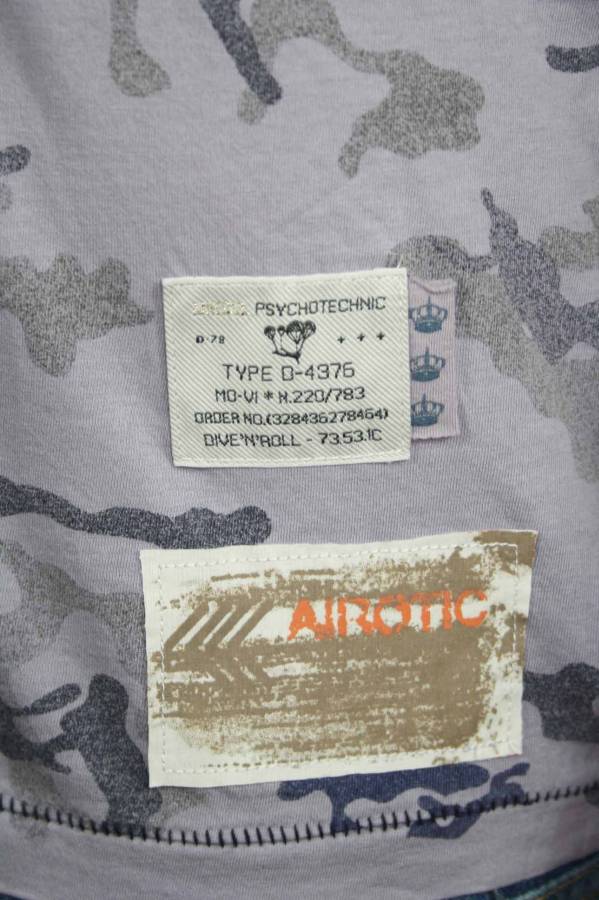 PSYCHOTECHNIC
D-78 + + +
TYPE D-4376
MO-VI * N.220/783
ORDER NO.(328436278464)
DIVE'N'ROLL - 73.53.1C
AIROTIC